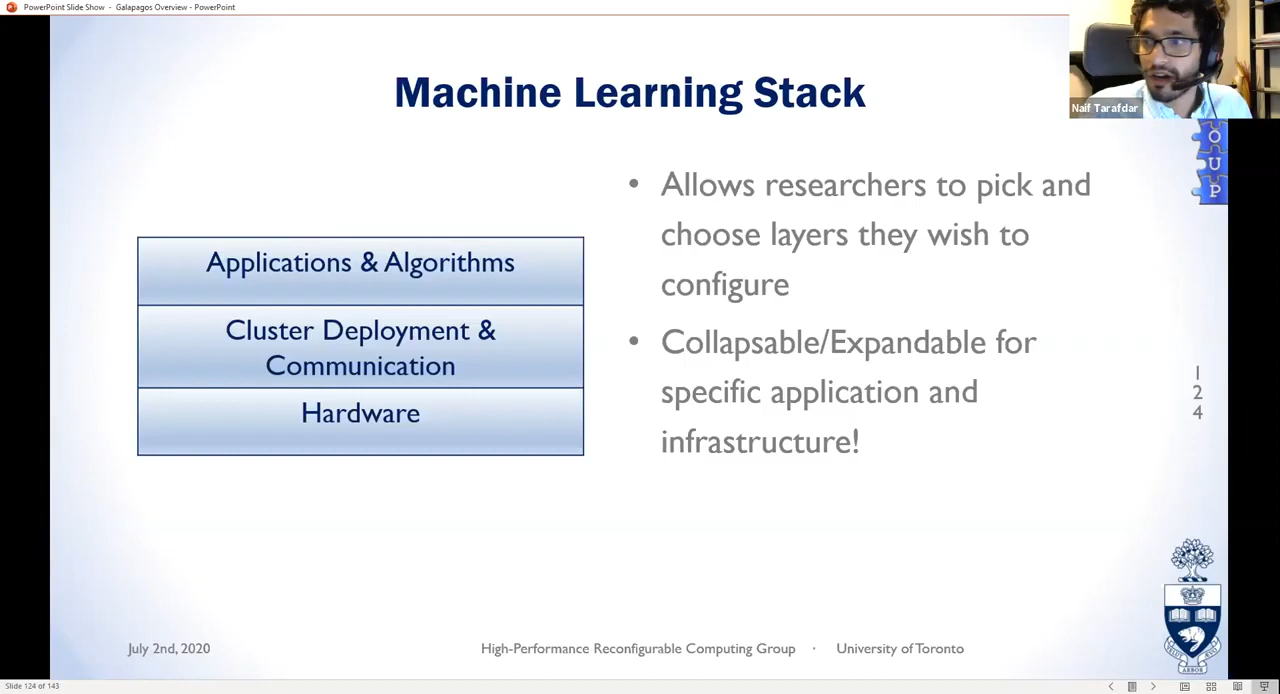 PowerPoint Slide Show - Galapagos Overview - PowerPoint
Naif Tarafdar
O
U
P
Machine Learning Stack
Applications & Algorithms
Cluster Deployment &
Communication
Hardware
• Allows researchers to pick and
choose layers they wish to
configure
• Collapsable/Expandable for
specific application and
infrastructure!
1
2
4
July 2nd, 2020
High-Performance Reconfigurable Computing Group · University of Toronto
Slide 124 of 143